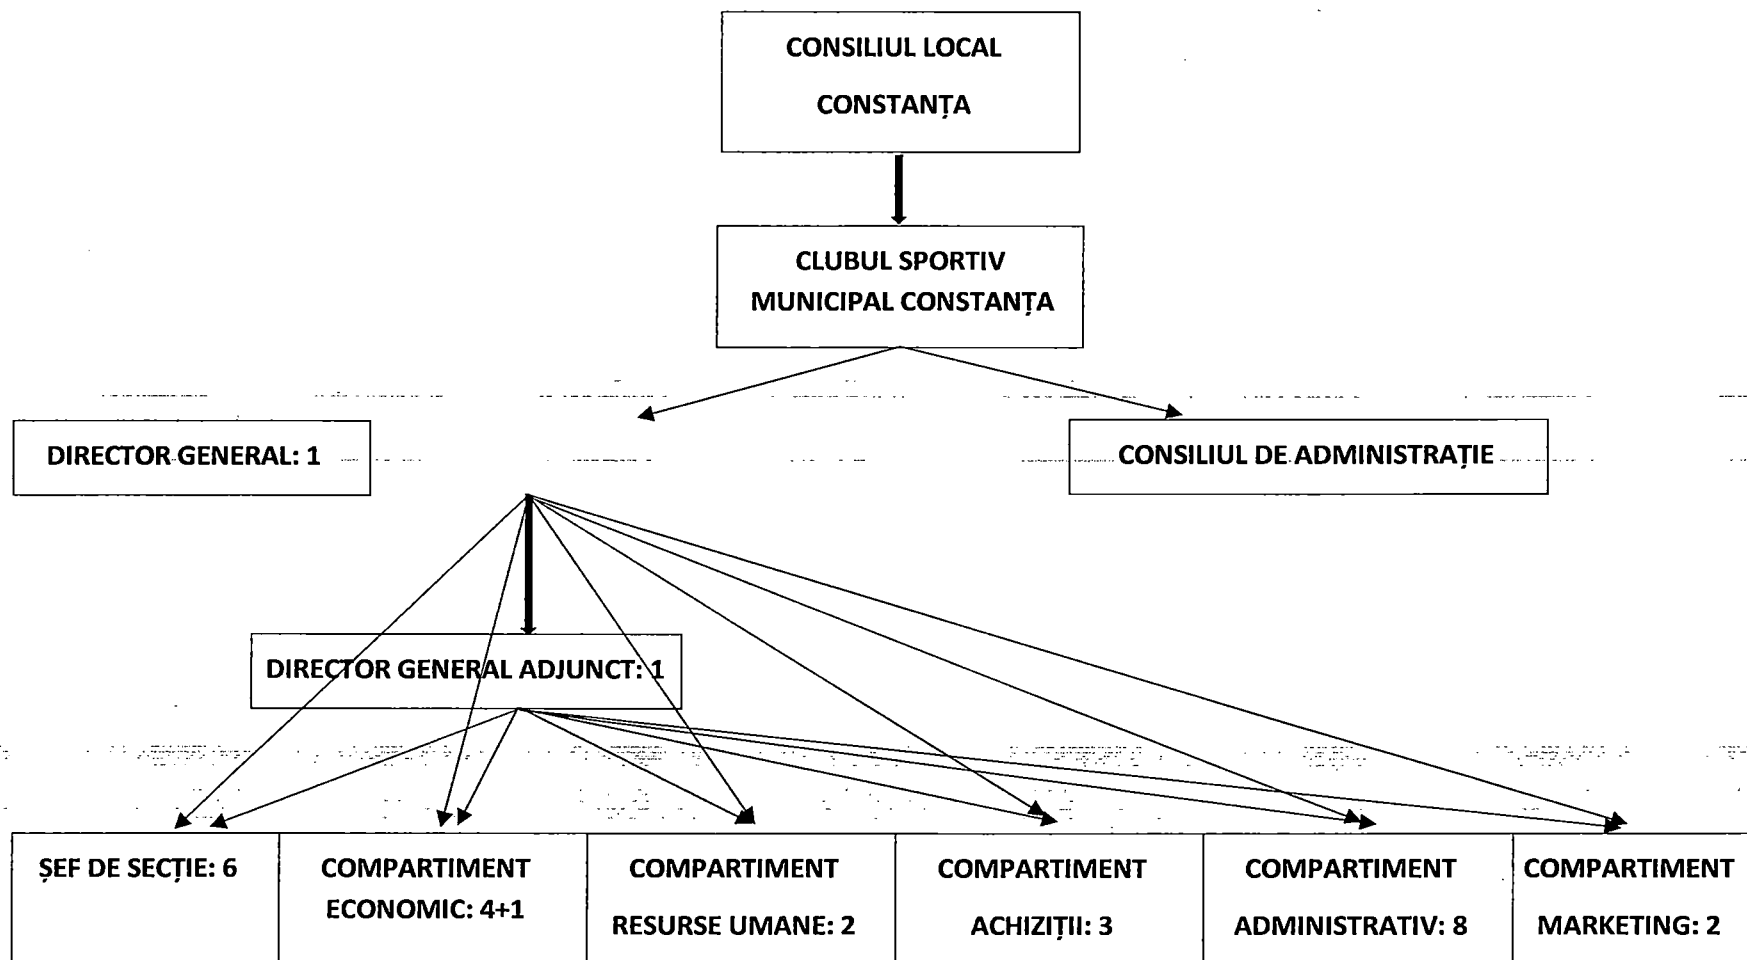 CONSILIUL LOCAL
CONSTANȚA
CLUBUL SPORTIV
MUNICIPAL CONSTANȚA
DIRECTOR GENERAL: 1
CONSILIUL DE ADMINISTRAȚIE
DIRECTOR GENERAL ADJUNCT: 1
ȘEF DE SECȚIE: 6
COMPARTIMENT
ECONOMIC: 4+1
COMPARTIMENT
RESURSE UMANE: 2
COMPARTIMENT
ACHIZIȚII: 3
COMPARTIMENT
ADMINISTRATIV: 8
COMPARTIMENT
MARKETING: 2